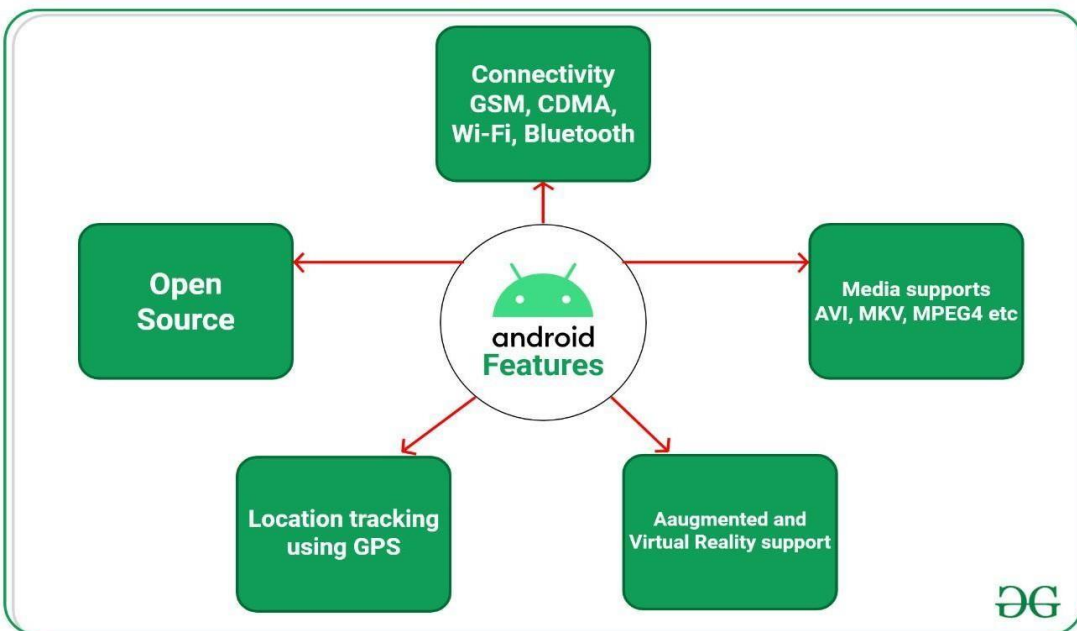 Connectivity
GSM, CDMA,
Wi-Fi, Bluetooth
Open
Source
Media supports
AVI, MKV, MPEG4 etc
android
Features
Location tracking
using GPS
Aaugmented and
Virtual Reality support